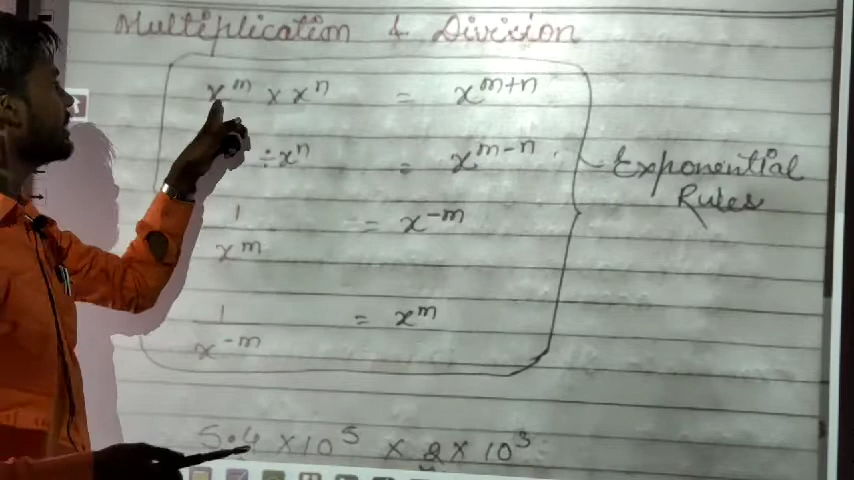 Multiplication & Division
x^m × x^n = x^{m+n}
÷ x^n = x^{m-n}
1/x^m = x^{-m}
1/x^{-m} = x^m
Exponential
Rules
5.4 × 10^5 × 2 × 10^3